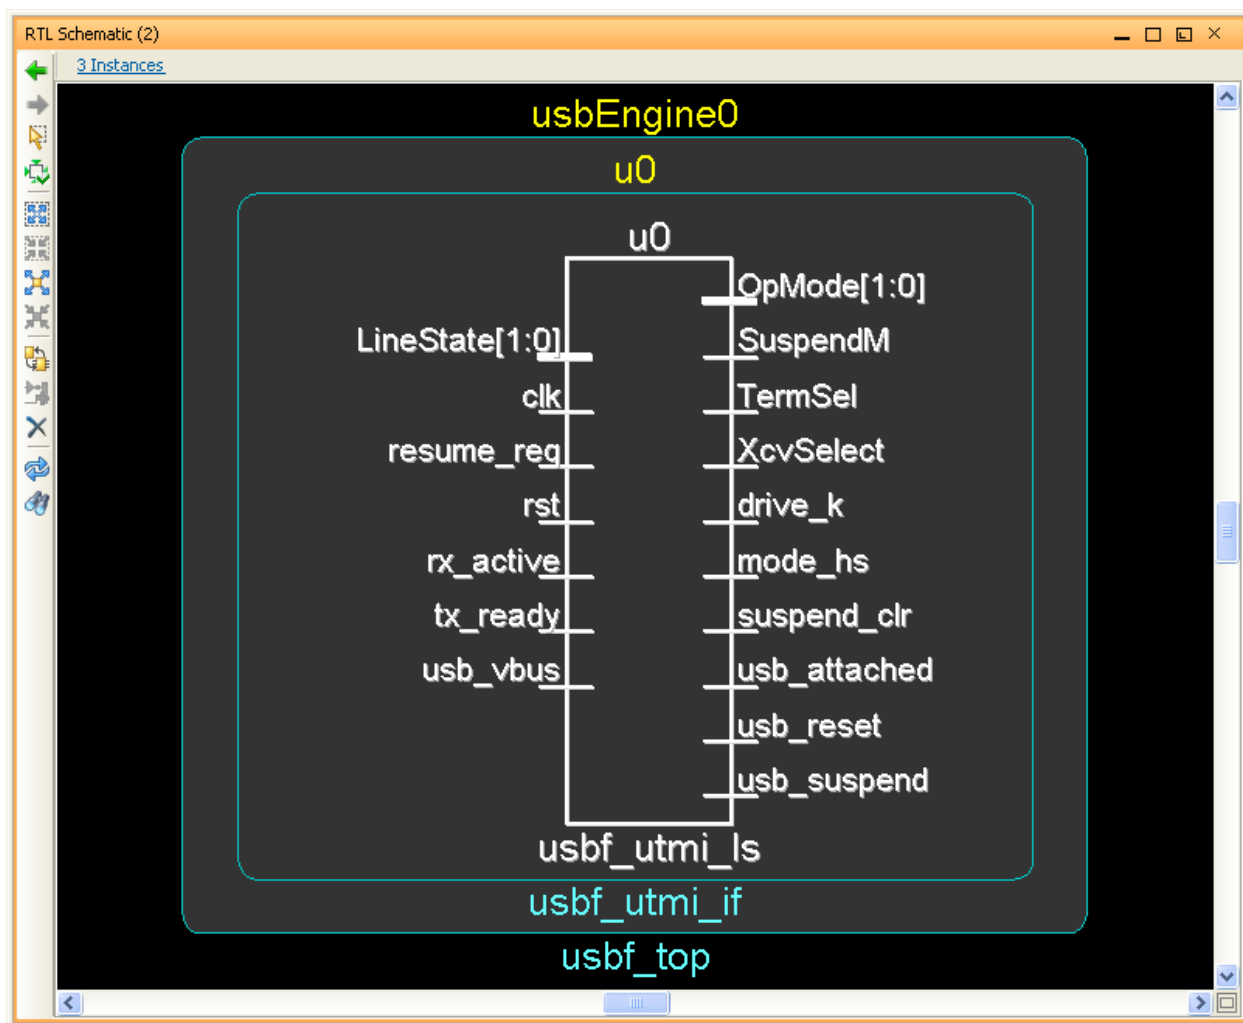 RTL Schematic (2)
3 Instances
usbEngine0
u0
u0
OpMode[1:0]
LineState[1:0]
SuspendM
clk
TermSel
resume_req
XcvSelect
rst
drive_k
rx_active
mode_hs
tx_ready
suspend_clr
usb_vbus
usb_attached
usb_reset
usb_suspend
usbf_utmi_ls
usbf_utmi_if
usbf_top